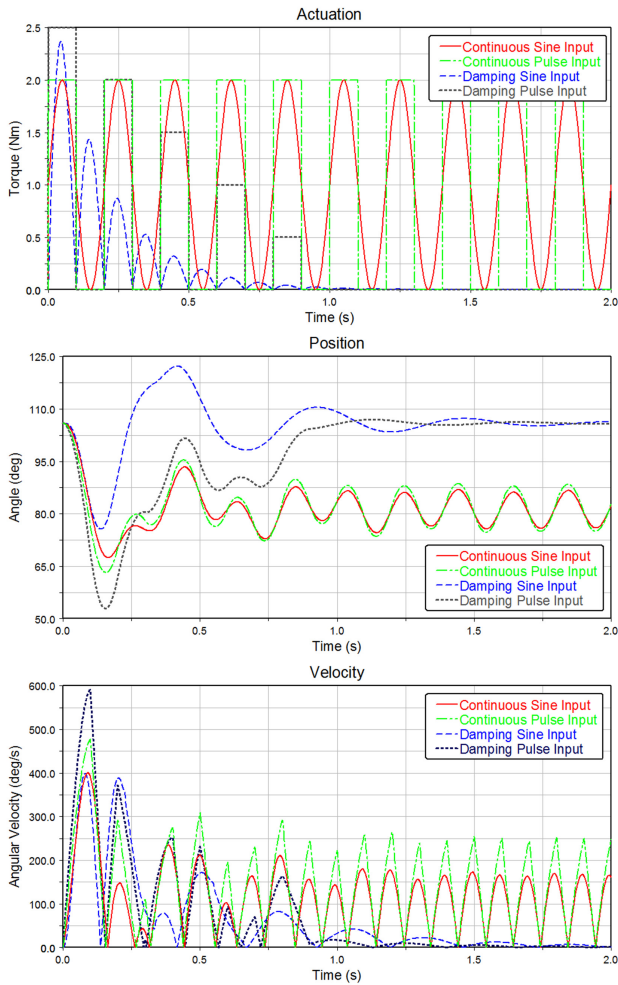 Actuation
Torque (Nm)
2.0
1.5
1.0
0.5
0.0
Continuous Sine Input
Continuous Pulse Input
Damping Sine Input
Damping Pulse Input
0.0 0.5 1.0 1.5 2.0
Time (s)
Position
Angle (deg)
125.0
110.0
95.0
80.0
65.0
50.0
Continuous Sine Input
Continuous Pulse Input
Damping Sine Input
Damping Pulse Input
0.0 0.5 1.0 1.5 2.0
Time (s)
Velocity
Angular Velocity (deg/s)
600.0
500.0
400.0
300.0
200.0
100.0
0.0
Continuous Sine Input
Continuous Pulse Input
Damping Sine Input
Damping Pulse Input
0.0 0.5 1.0 1.5 2.0
Time (s)